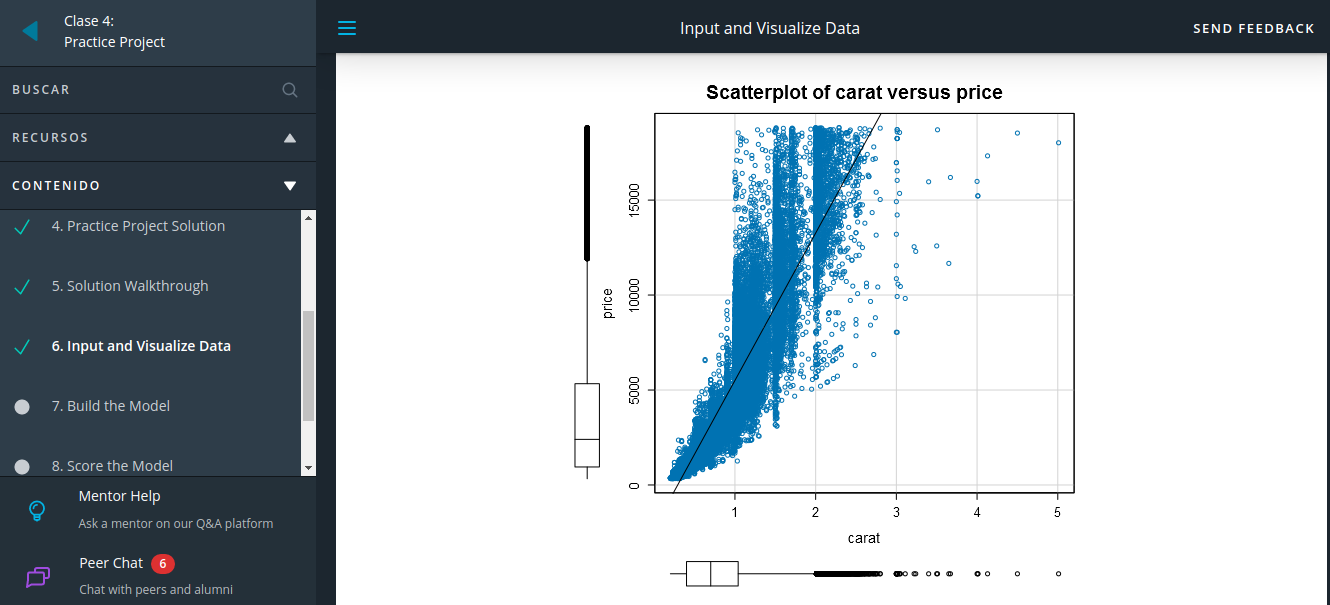 Clase 4:
Practice Project
BUSCAR
RECURSOS
CONTENIDO
4. Practice Project Solution
5. Solution Walkthrough
6. Input and Visualize Data
7. Build the Model
8. Score the Model
Mentor Help
Ask a mentor on our Q&A platform
Peer Chat 6
Chat with peers and alumni
Input and Visualize Data
SEND FEEDBACK
Scatterplot of carat versus price
price
15000
10000
5000
0
1 2 3 4 5
carat